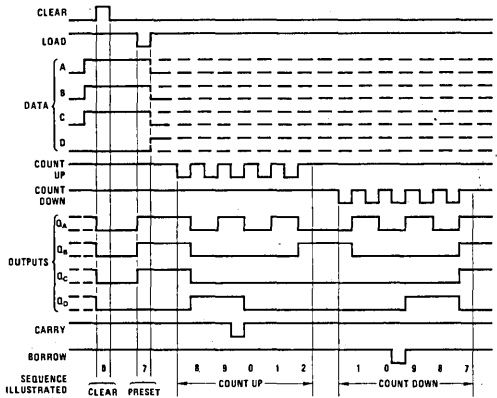 CLEAR
LOAD
A
B
DATA
C
D
COUNT
UP
COUNT
DOWN
QA
QB
OUTPUTS
QC
QD
CARRY
BORROW
0 7 8 9 0 1 2 1 0 9 8 7
SEQUENCE
ILLUSTRATED
CLEAR PRESET COUNT UP COUNT DOWN